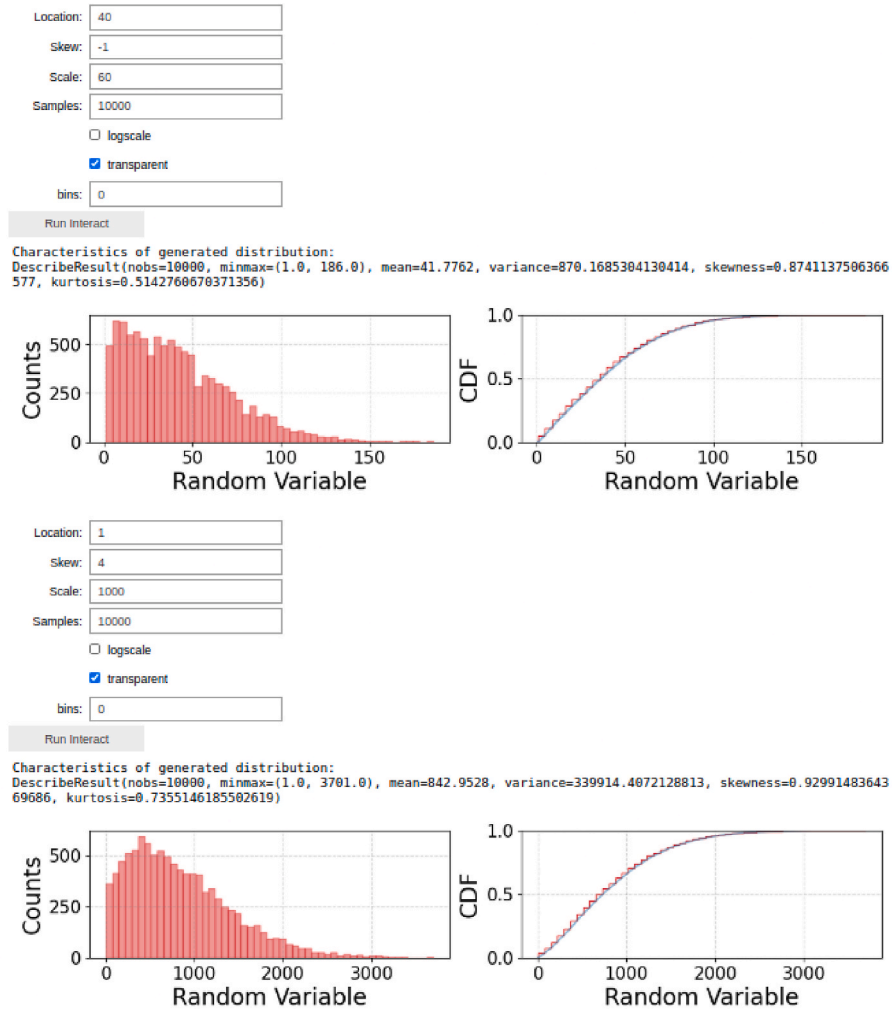 Location: 40
Skew: -1
Scale: 60
Samples: 10000
logscale
transparent
bins: 0
Run Interact
Characteristics of generated distribution:
DescribeResult(nobs=10000, minmax=(1.0, 186.0), mean=41.7762, variance=870.1685304130414, skewness=0.8741137506366
577, kurtosis=0.5142760670371356)
500
250
0
Counts
0 50 100 150
Random Variable
1.0
0.5
0.0
CDF
0 50 100 150
Random Variable
Location: 1
Skew: 4
Scale: 1000
Samples: 10000
logscale
transparent
bins: 0
Run Interact
Characteristics of generated distribution:
DescribeResult(nobs=10000, minmax=(1.0, 3701.0), mean=842.9528, variance=339914.4072128813, skewness=0.92991483643
69686, kurtosis=0.7355146185502619)
500
250
0
Counts
0 1000 2000 3000
Random Variable
1.0
0.5
0.0
CDF
0 1000 2000 3000
Random Variable